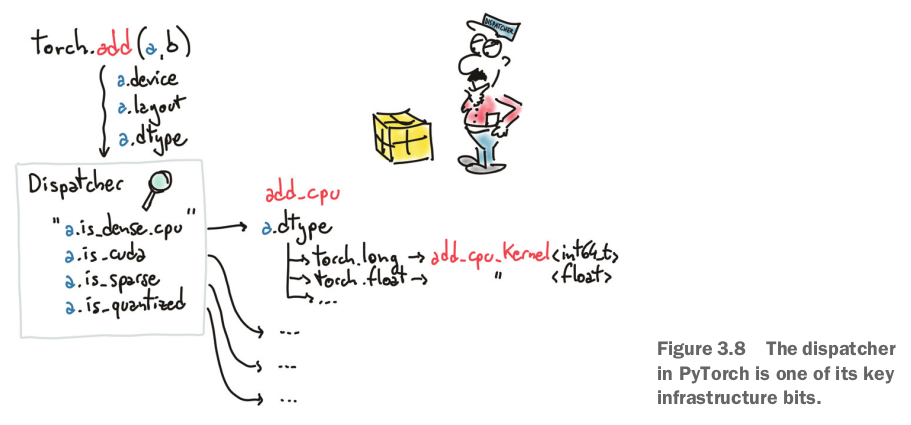 torch.add(a,b)
a.device
a.layout
a.dtype
DISPATCHER
Dispatcher
"a.is_dense.cpu"
a.is_cuda
a.is_sparse
a.is_quantized
add_cpu
a.dtype
torch.long → add_cpu_kernel<int64_t>
torch.float → " <float>
...
...
...
...
Figure 3.8 The dispatcher
in PyTorch is one of its key
infrastructure bits.